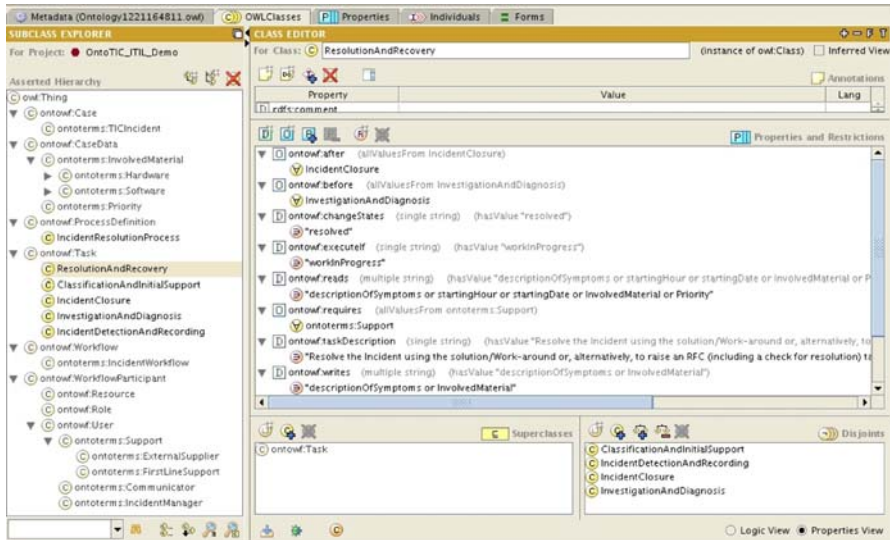 Metadata (Ontology1221164811.owl)
OWLClasses
Properties
Individuals
Forms
SUBCLASS EXPLORER
For Project: OntoTIC_ITIL_Demo
Asserted Hierarchy
owl:Thing
ontowf:Case
ontoterms:TICIncident
ontowf:CaseData
ontoterms:InvolvedMaterial
ontoterms:Hardware
ontoterms:Software
ontoterms:Priority
ontowf:ProcessDefinition
IncidentResolutionProcess
ontowf:Task
ResolutionAndRecovery
ClassificationAndInitialSupport
IncidentClosure
InvestigationAndDiagnosis
IncidentDetectionAndRecording
ontowf:Workflow
ontoterms:IncidentWorkflow
ontowf:WorkflowParticipant
ontowf:Resource
ontowf:Role
ontowf:User
ontoterms:Support
ontoterms:ExternalSupplier
ontoterms:FirstLineSupport
ontoterms:Communicator
ontoterms:IncidentManager
CLASS EDITOR
For Class: ResolutionAndRecovery (instance of owl:Class) Inferred View
Annotations
Property Value Lang
rdfs:comment
Properties and Restrictions
ontowf:after (allValuesFrom IncidentClosure)
IncidentClosure
ontowf:before (allValuesFrom InvestigationAndDiagnosis)
InvestigationAndDiagnosis
ontowf:changeStates (single string) (hasValue "resolved")
"resolved"
ontowf:executeIf (single string) (hasValue "workInProgress")
"workInProgress"
ontowf:reads (multiple string) (hasValue "descriptionOfSymptoms or startingHour or startingDate or InvolvedMaterial or P
"descriptionOfSymptoms or startingHour or startingDate or InvolvedMaterial or Priority"
ontowf:requires (allValuesFrom ontoterms:Support)
ontoterms:Support
ontowf:taskDescription (single string) (hasValue "Resolve the Incident using the solution/Work-around or, alternatively, to
"Resolve the Incident using the solution/Work-around or, alternatively, to raise an RFC (including a check for resolution) ta
ontowf:writes (multiple string) (hasValue "descriptionOfSymptoms or InvolvedMaterial")
"descriptionOfSymptoms or InvolvedMaterial"
Superclasses
ontowf:Task
Disjoints
ClassificationAndInitialSupport
IncidentDetectionAndRecording
IncidentClosure
InvestigationAndDiagnosis
Logic View Properties View